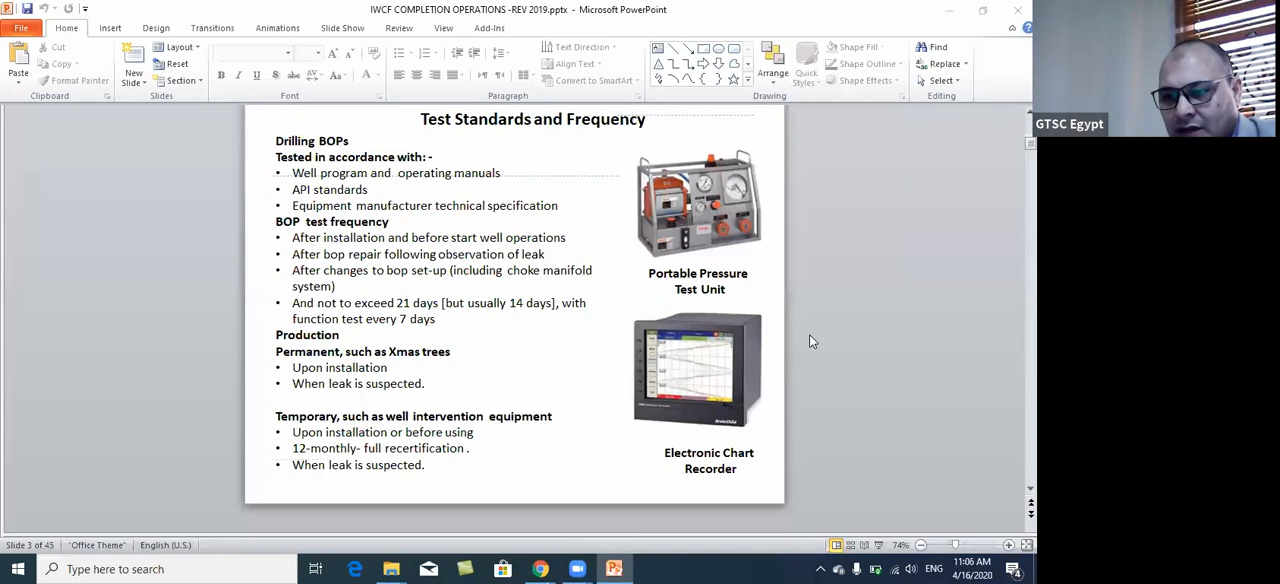 IWCF COMPLETION OPERATIONS -REV 2019.pptx - Microsoft PowerPoint
File Home Insert Design Transitions Animations Slide Show Review View Add-Ins
Paste
Cut
Copy
Format Painter
Clipboard
New Slide
Layout
Reset
Section
Slides
B I U S abc AV Aa A
Font
Paragraph
Text Direction
Align Text
Convert to SmartArt
Arrange
Quick Styles
Shape Fill
Shape Outline
Shape Effects
Drawing
Find
Replace
Select
Editing
GTSC Egypt
Test Standards and Frequency
Drilling BOPs
Tested in accordance with: -
• Well program and operating manuals
• API standards
• Equipment manufacturer technical specification
BOP test frequency
• After installation and before start well operations
• After bop repair following observation of leak
• After changes to bop set-up (including choke manifold
system)
• And not to exceed 21 days [but usually 14 days], with
function test every 7 days
Production
Permanent, such as Xmas trees
• Upon installation
• When leak is suspected.
Temporary, such as well intervention equipment
• Upon installation or before using
• 12-monthly- full recertification .
• When leak is suspected.
Portable Pressure
Test Unit
Electronic Chart
Recorder
Slide 3 of 45 "Office Theme" English (U.S.) 74%
Type here to search
ENG
11:06 AM
4/16/2020
4